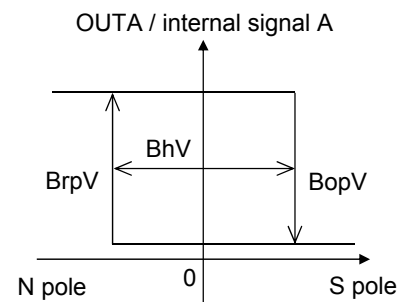 OUTA / internal signal A
BhV
BrpV
BopV
0
N pole
S pole